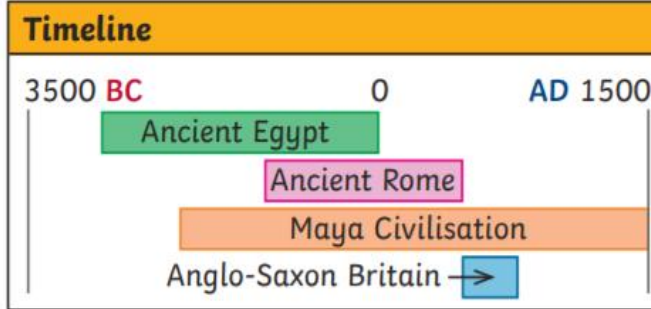 Timeline
3500 BC 0 AD 1500
Ancient Egypt
Ancient Rome
Maya Civilisation
Anglo-Saxon Britain